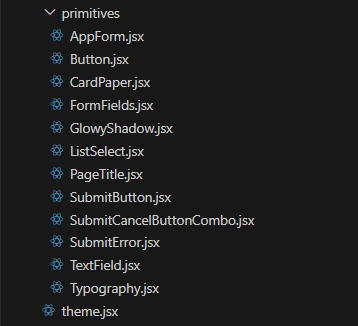 primitives
AppForm.jsx
Button.jsx
CardPaper.jsx
FormFields.jsx
GlowyShadow.jsx
ListSelect.jsx
PageTitle.jsx
SubmitButton.jsx
SubmitCancelButtonCombo.jsx
SubmitError.jsx
TextField.jsx
Typography.jsx
theme.jsx